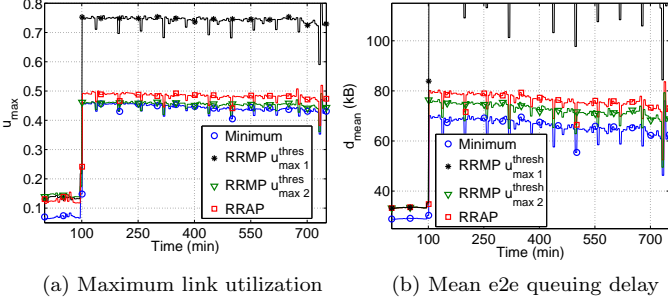 0.8
0.7
0.6
0.5
0.4
0.3
0.2
0.1
u_max
100 250 400 550 700
Time (min)
Minimum
RRMP u^thres_max 1
RRMP u^thres_max 2
RRAP
(a) Maximum link utilization
100
80
60
40
d_mean (kB)
100 250 400 550 700
Time (min)
Minimum
RRMP u^thresh_max 1
RRMP u^thresh_max 2
RRAP
(b) Mean e2e queuing delay